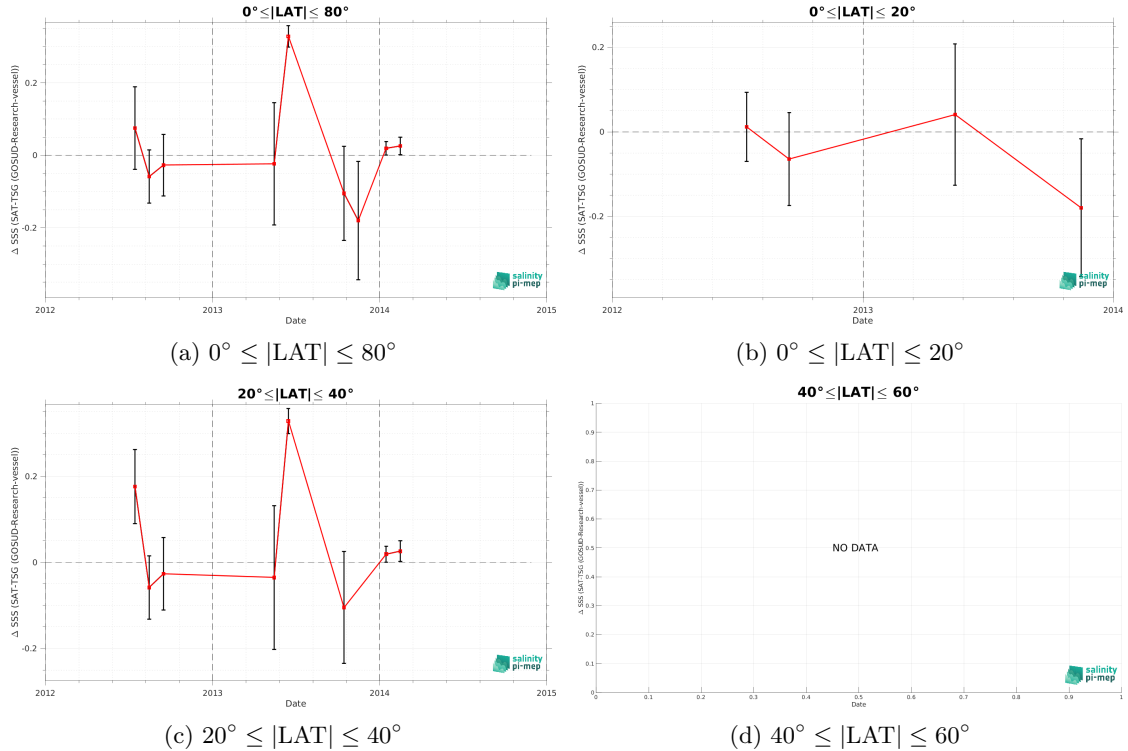 0°≤|LAT|≤ 80°
Δ SSS (SAT-TSG (GOSUD-Research-vessel))
0.2
0
-0.2
2012
2013
2014
2015
Date
salinity
pi-mep
(a) 0° ≤ |LAT| ≤ 80°
0°≤|LAT|≤ 20°
Δ SSS (SAT-TSG (GOSUD-Research-vessel))
0.2
0
-0.2
2012
2013
2014
Date
salinity
pi-mep
(b) 0° ≤ |LAT| ≤ 20°
20°≤|LAT|≤ 40°
Δ SSS (SAT-TSG (GOSUD-Research-vessel))
0.2
0
-0.2
2012
2013
2014
2015
Date
salinity
pi-mep
(c) 20° ≤ |LAT| ≤ 40°
40°≤|LAT|≤ 60°
Δ SSS (SAT-TSG (GOSUD-Research-vessel))
1
0.9
0.8
0.7
0.6
0.5
0.4
0.3
0.2
0.1
0
NO DATA
0
0.1
0.2
0.3
0.4
0.5
0.6
0.7
0.8
0.9
1
Date
salinity
pi-mep
(d) 40° ≤ |LAT| ≤ 60°